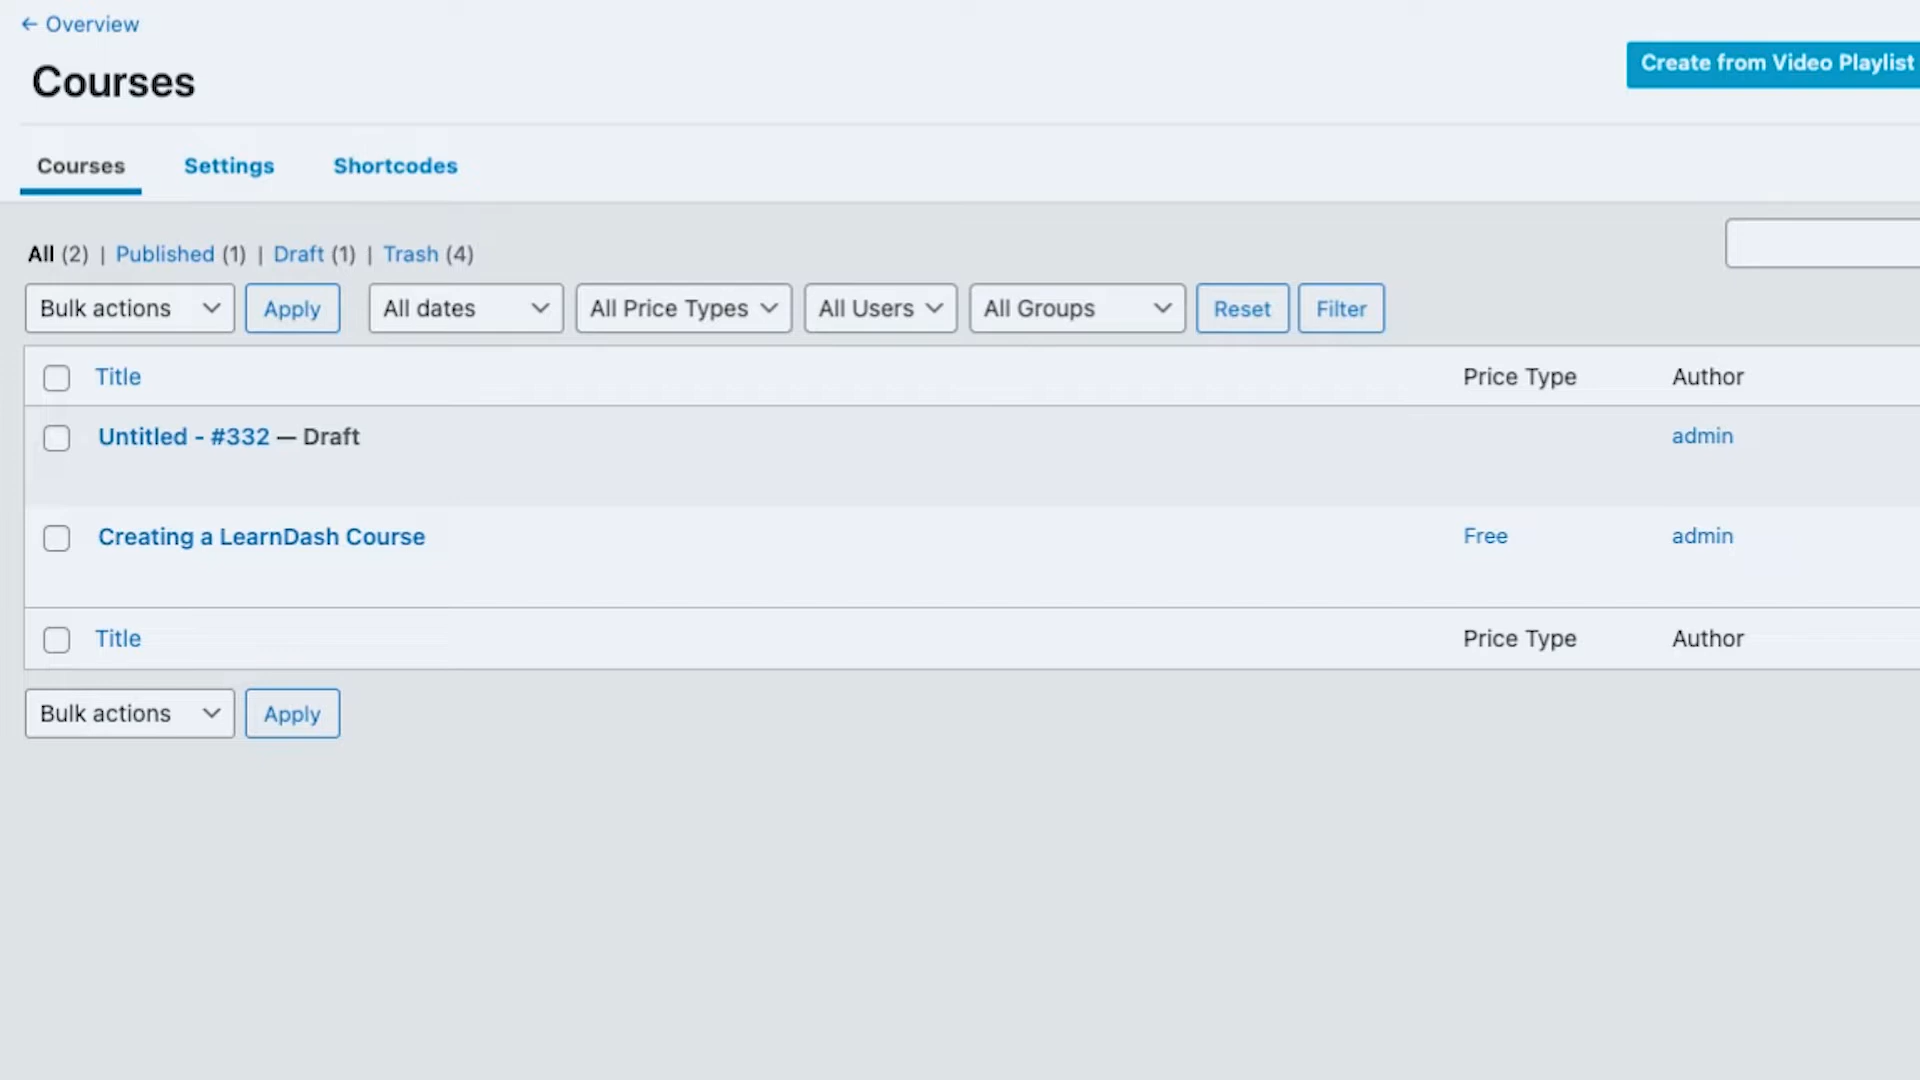 ← Overview
Courses
Create from Video Playlist
Courses Settings Shortcodes
All (2) | Published (1) | Draft (1) | Trash (4)
Bulk actions Apply All dates All Price Types All Users All Groups Reset Filter
Title Price Type Author
Untitled - #332 — Draft admin
Creating a LearnDash Course Free admin
Title Price Type Author
Bulk actions Apply